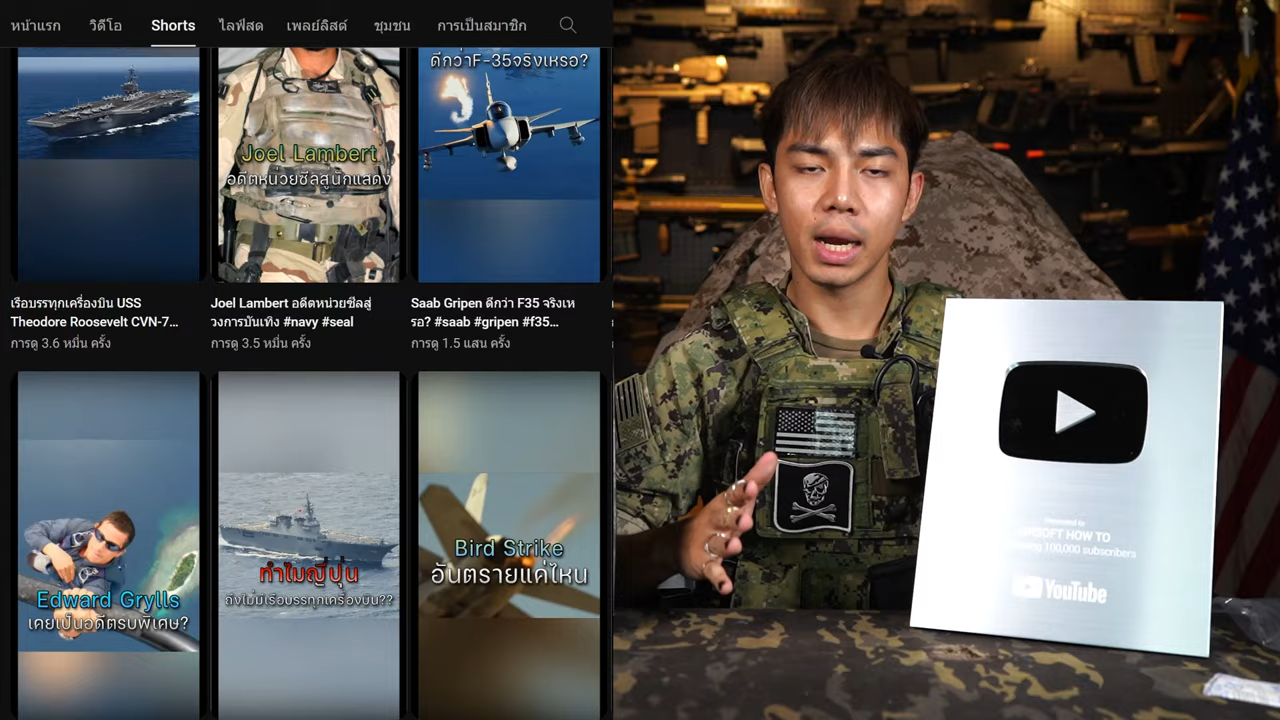 หน้าแรก วิดีโอ Shorts ไลฟ์สด เพลย์ลิสต์ ชุมชน การเป็นสมาชิก
Joel Lambert
อดีตหน่วยซีลสู่นักแสดง
ดีกว่าF-35จริงเหรอ?
เรือบรรทุกเครื่องบิน USS
Theodore Roosevelt CVN-7...
การดู 3.6 หมื่น ครั้ง
Joel Lambert อดีตหน่วยซีลสู่
วงการบันเทิง #navy #seal
การดู 3.5 หมื่น ครั้ง
Saab Gripen ดีกว่า F35 จริงเห
รอ? #saab #gripen #f35...
การดู 1.5 แสน ครั้ง
Edward Grylls
เคยเป็นอดีตรบพิเศษ?
ทำไมญี่ปุ่น
ถึงไม่มีเรือบรรทุกเครื่องบิน??
Bird Strike
อันตรายแค่ไหน
Presented to
HOW TO
100,000 subscribers
YouTube